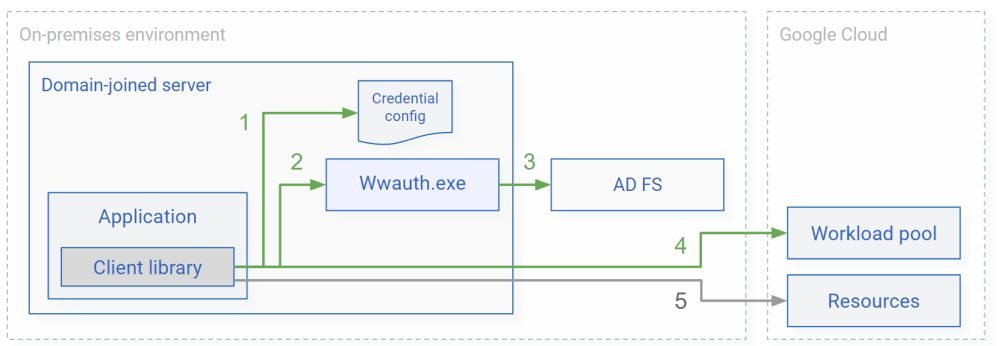 On-premises environment
Google Cloud
Domain-joined server
Credential
config
1
2
3
Wwauth.exe
AD FS
Application
Client library
4
Workload pool
5
Resources